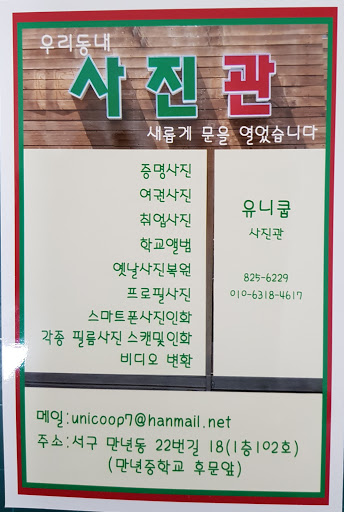 우리동내
사진관
새롭게 문을 열었습니다
증명사진
여권사진
취업사진
학교앨범
옛날사진복원
프로필사진
스마트폰사진인화
각종 필름사진 스캔및인화
비디오 변환
유니쿱
사진관
825-6229
010-6318-4617
메일:unicoop7@hanmail.net
주소:서구 만년동 22번길 18(1층102호)
(만년중학교 후문앞)